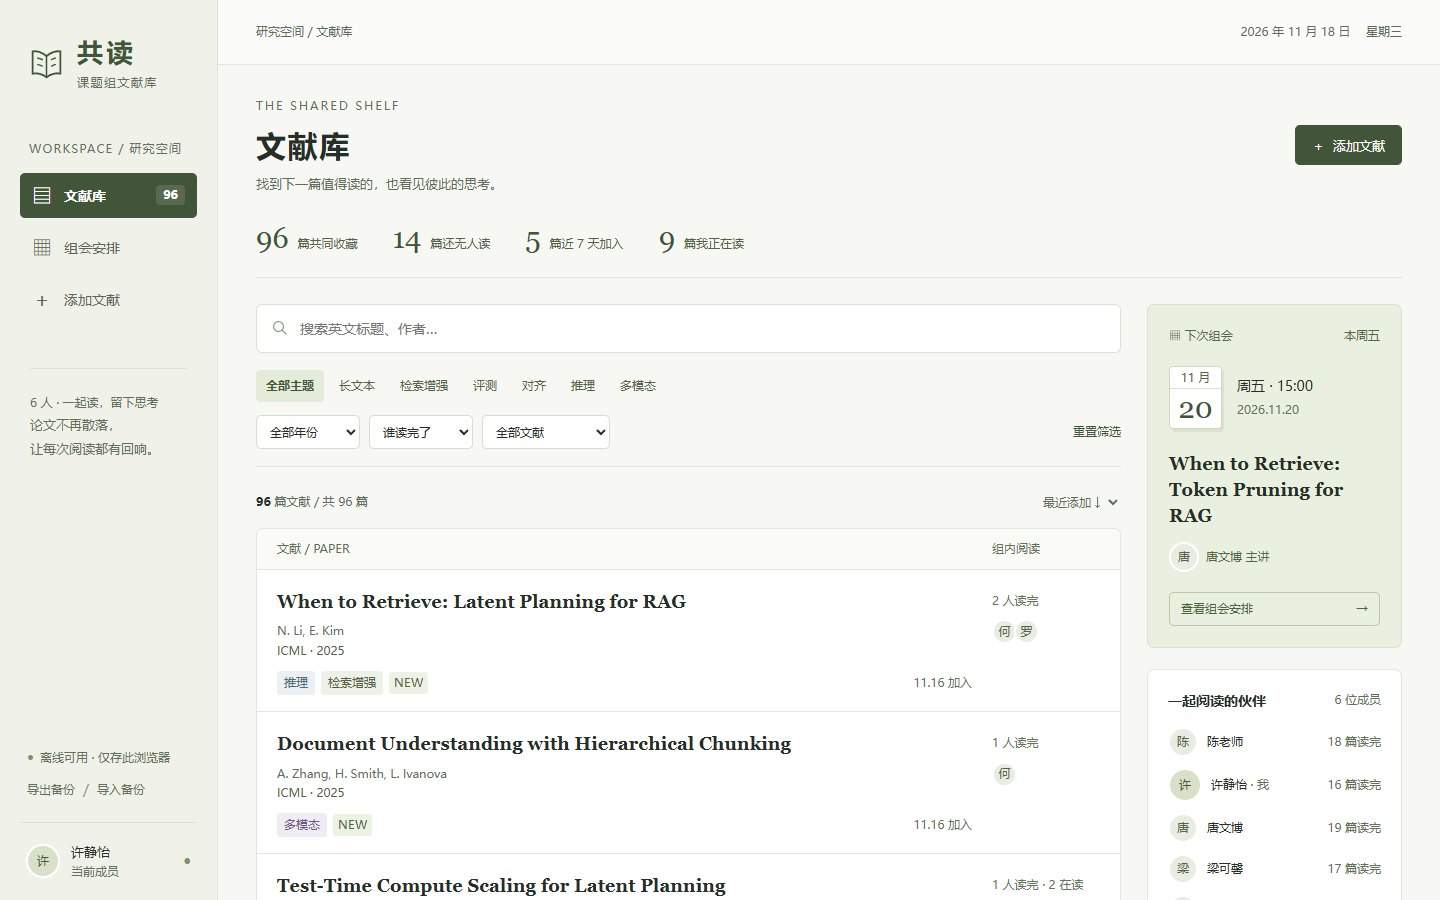 共读
课题组文献库
WORKSPACE / 研究空间
文献库 96
组会安排
+ 添加文献
6 人 · 一起读，留下思考
论文不再散落，
让每次阅读都有回响。
• 离线可用 · 仅存此浏览器
导出备份 / 导入备份
许 许静怡
当前成员
研究空间 / 文献库
2026 年 11 月 18 日 星期三
THE SHARED SHELF
文献库
找到下一篇值得读的，也看见彼此的思考。
+ 添加文献
96 篇共同收藏 14 篇还无人读 5 篇近 7 天加入 9 篇我正在读
搜索英文标题、作者...
全部主题 长文本 检索增强 评测 对齐 推理 多模态
全部年份 谁读完了 全部文献 重置筛选
96 篇文献 / 共 96 篇 最近添加 ↓
文献 / PAPER 组内阅读
When to Retrieve: Latent Planning for RAG 2 人读完
N. Li, E. Kim 何 罗
ICML · 2025
推理 检索增强 NEW 11.16 加入
Document Understanding with Hierarchical Chunking 1 人读完
A. Zhang, H. Smith, L. Ivanova 何
ICML · 2025
多模态 NEW 11.16 加入
Test-Time Compute Scaling for Latent Planning 1 人读完 · 2 在读
下次组会 本周五
11 月
20
周五 · 15:00
2026.11.20
When to Retrieve:
Token Pruning for
RAG
唐 唐文博 主讲
查看组会安排 →
一起阅读的伙伴 6 位成员
陈 陈老师 18 篇读完
许 许静怡 · 我 16 篇读完
唐 唐文博 19 篇读完
梁 梁可馨 17 篇读完